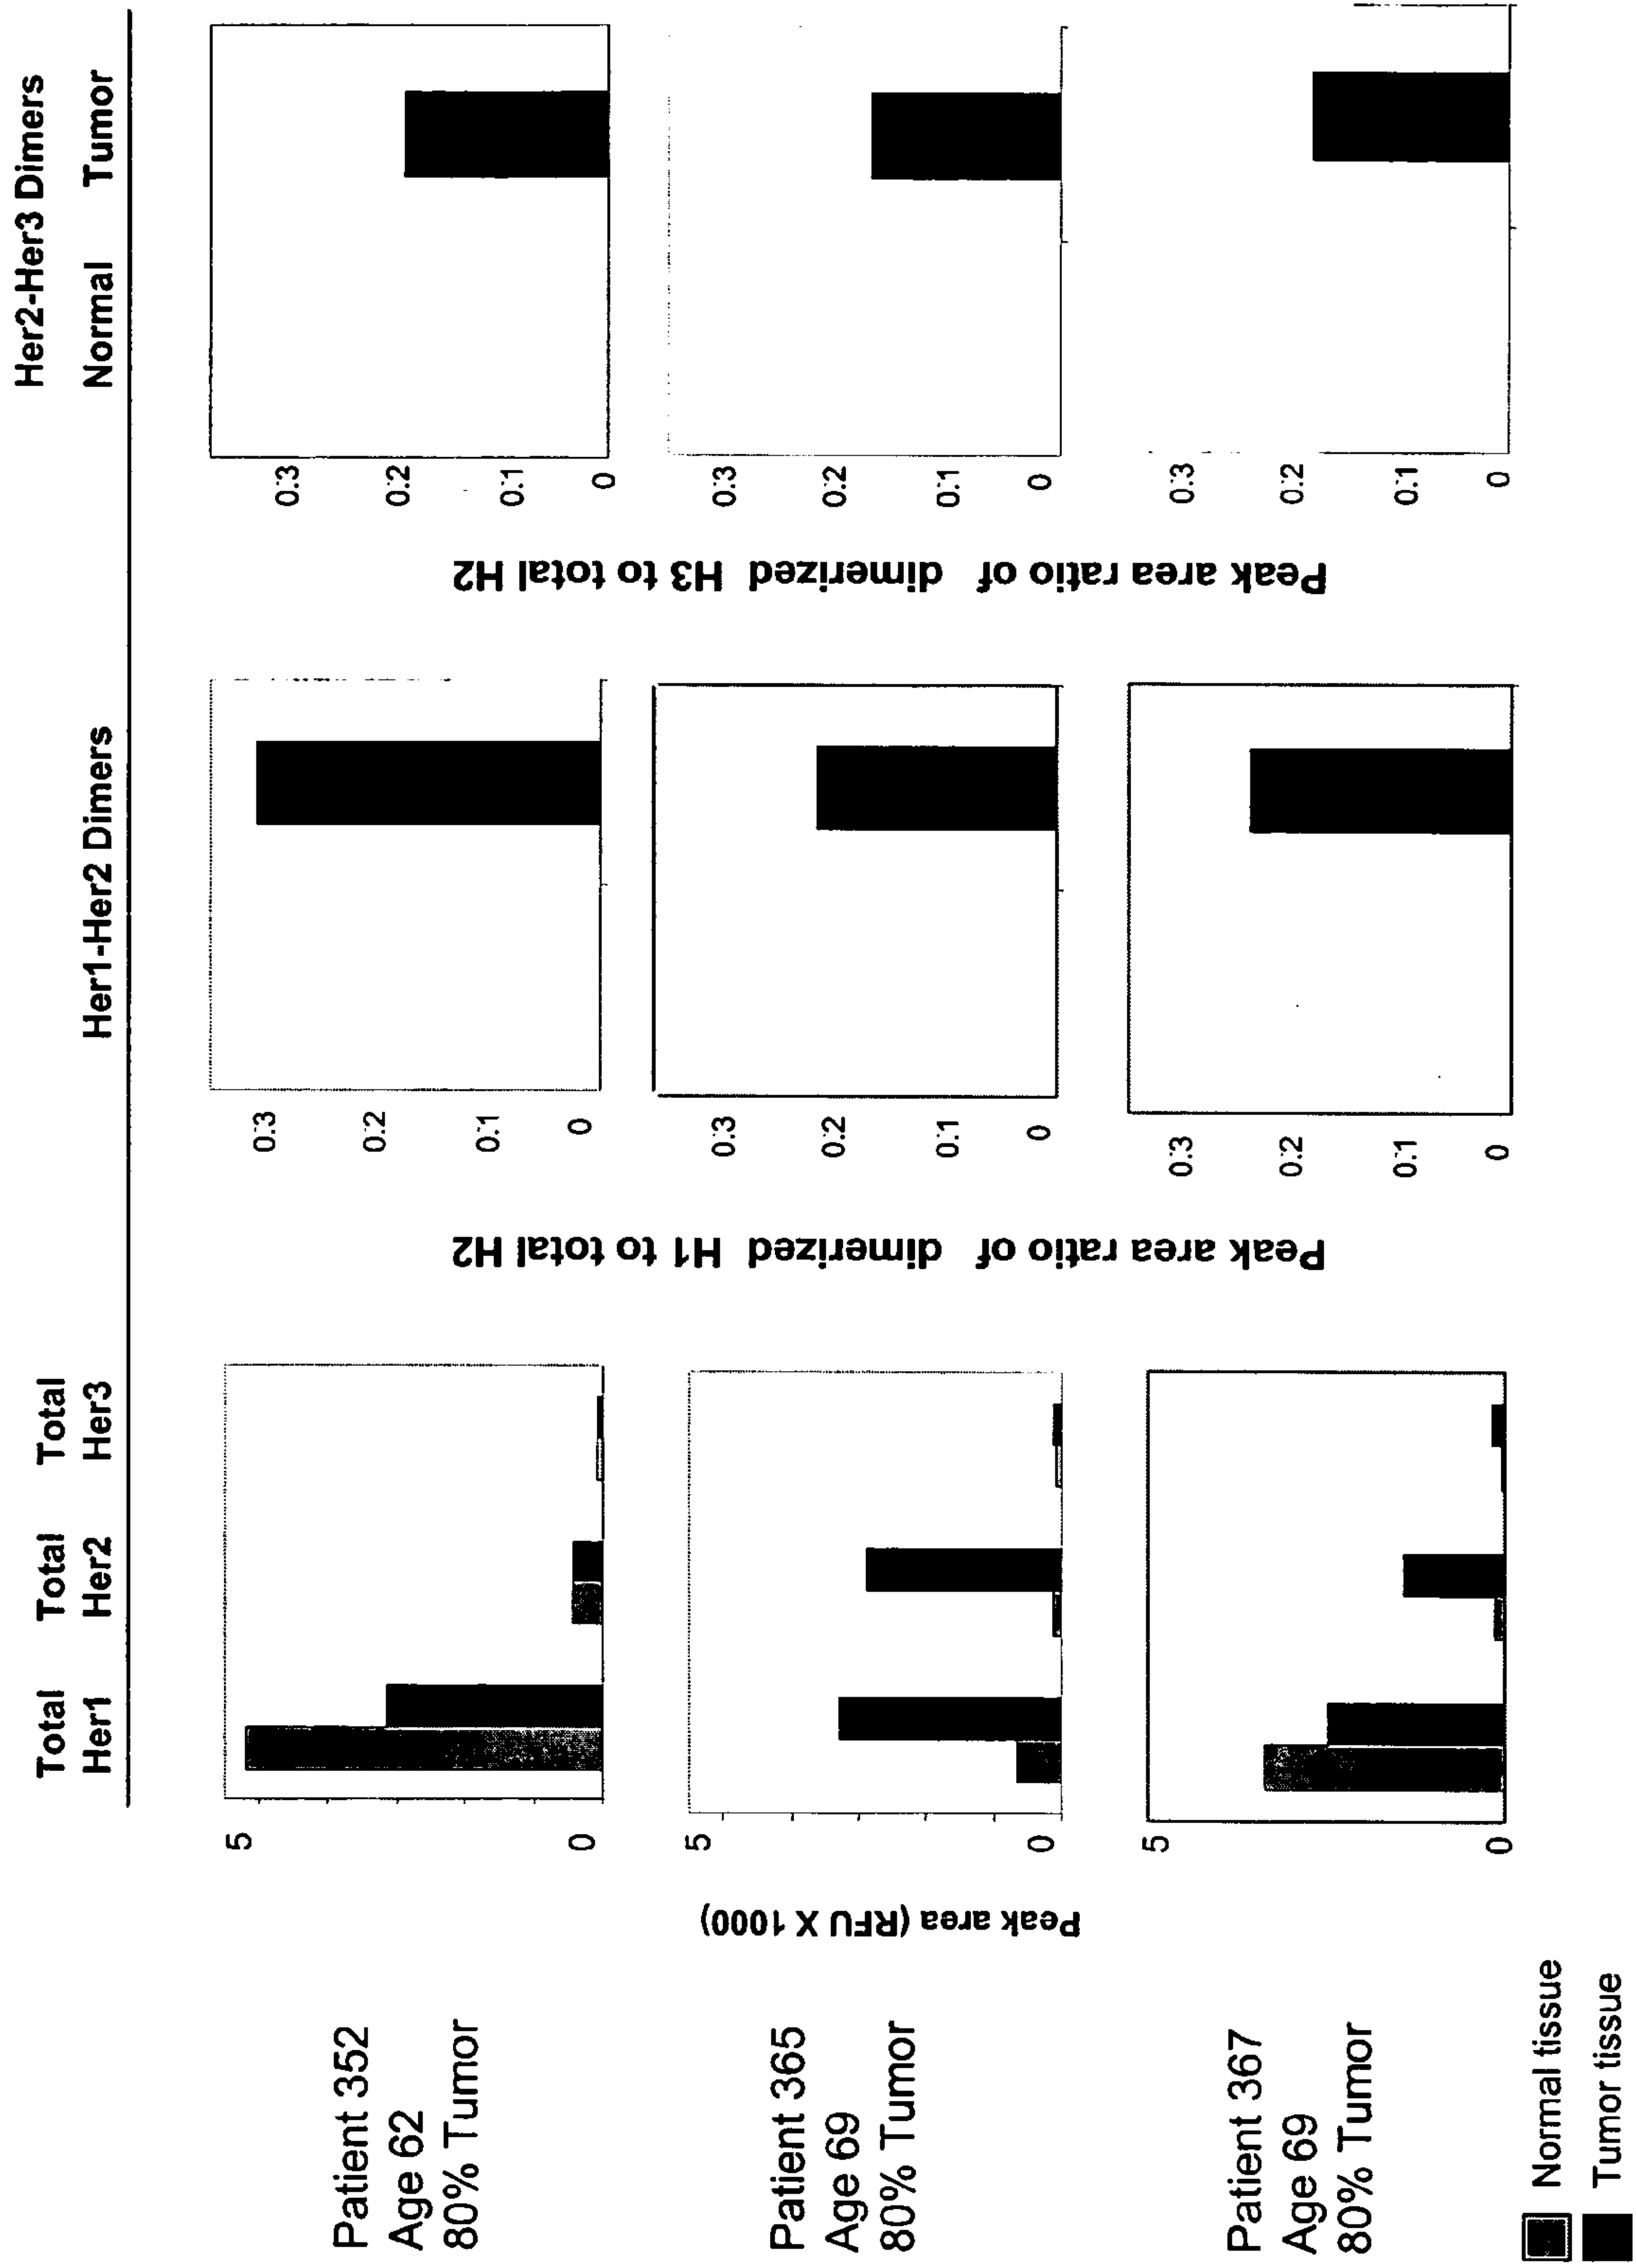 Total Total Total
Her1 Her2 Her3
Her1-Her2 Dimers
Her2-Her3 Dimers
Normal Tumor
Patient 352
Age 62
80% Tumor
5
0
0.3
0.2
0.1
0
0.3
0.2
0.1
0
Patient 365
Age 69
80% Tumor
Peak area (RFU X 1000)
5
0
Peak area ratio of dimerized H1 to total H2
0.3
0.2
0.1
0
Peak area ratio of dimerized H3 to total H2
0.3
0.2
0.1
0
Patient 367
Age 69
80% Tumor
5
0
0.3
0.2
0.1
0
0.3
0.2
0.1
0
Normal tissue
Tumor tissue